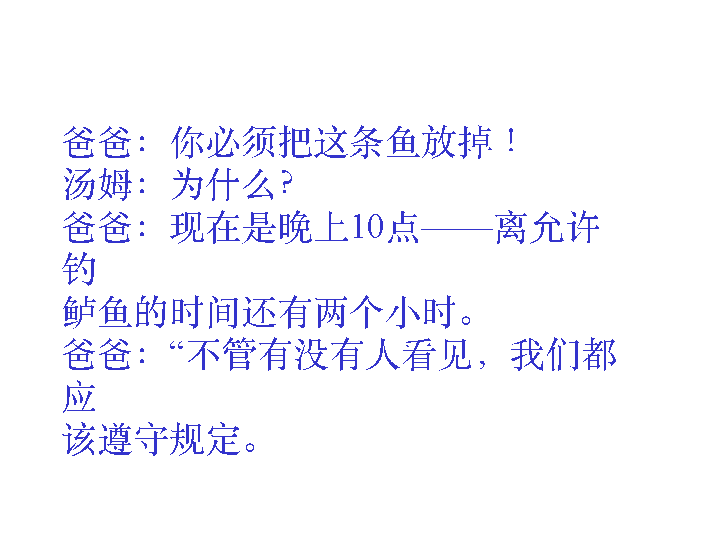 爸爸：你必须把这条鱼放掉！
汤姆：为什么?
爸爸：现在是晚上10点——离允许
钓
鲈鱼的时间还有两个小时。
爸爸：“不管有没有人看见，我们都
应
该遵守规定。